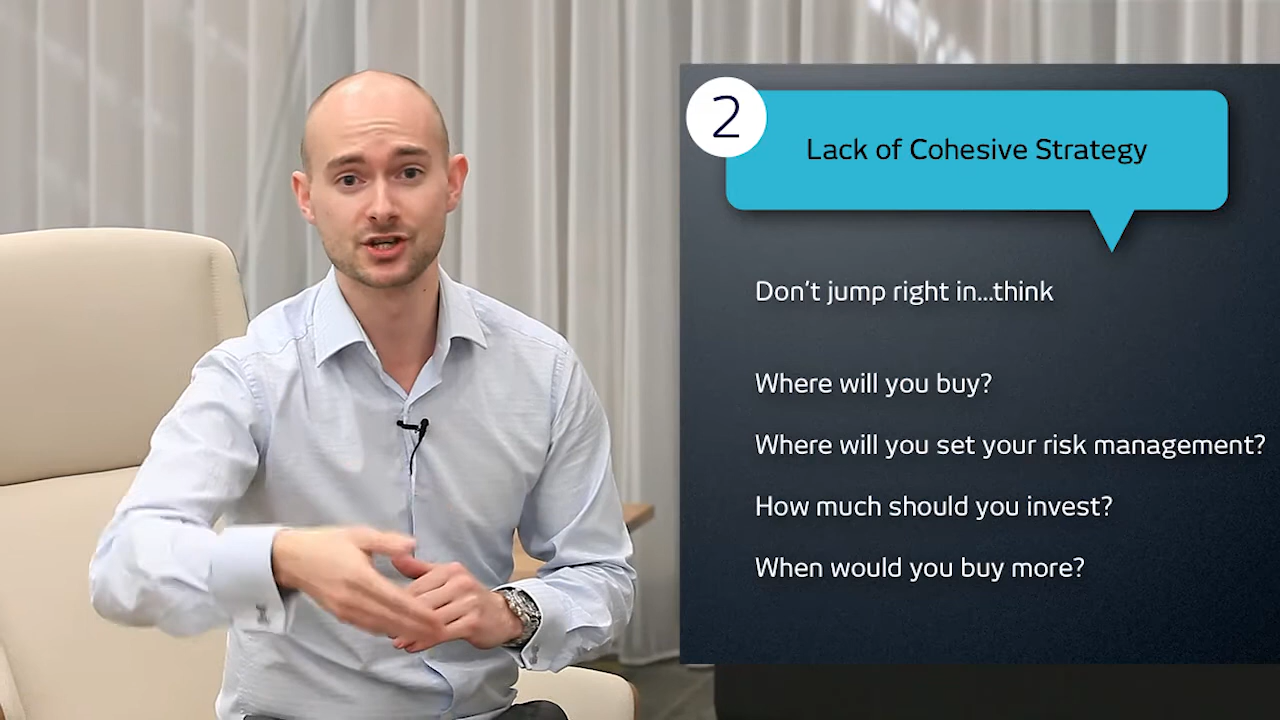 2
Lack of Cohesive Strategy
Don't jump right in...think
Where will you buy?
Where will you set your risk management?
How much should you invest?
When would you buy more?